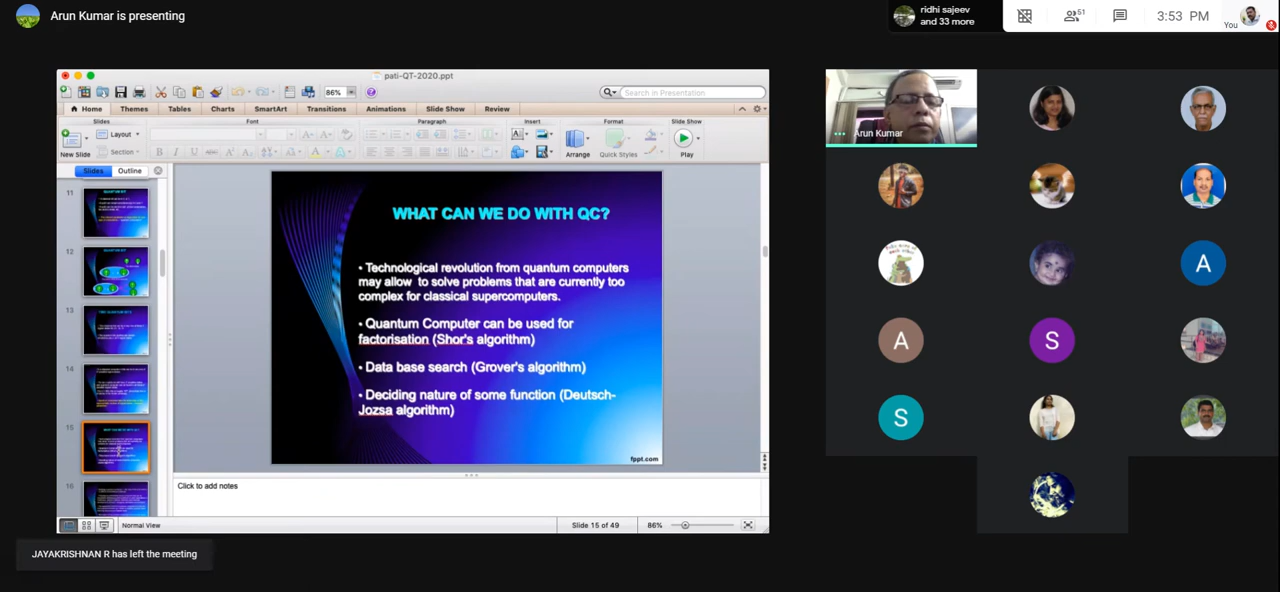 Arun Kumar is presenting
ridhi sajeev
and 33 more
51
3:53 PM
You
pati-QT-2020.ppt
86%
Search in Presentation
Home Themes Tables Charts SmartArt Transitions Animations Slide Show Review
Slides Font Paragraph Insert Format Slide Show
New Slide
Layout
Section
Arrange
Quick Styles
Play
Slides Outline
11
12
13
14
15
16
WHAT CAN WE DO WITH QC?
• Technological revolution from quantum computers
may allow to solve problems that are currently too
complex for classical supercomputers.
• Quantum Computer can be used for
factorisation (Shor's algorithm)
• Data base search (Grover's algorithm)
• Deciding nature of some function (Deutsch-
Jozsa algorithm)
fppt.com
Click to add notes
Normal View
Slide 15 of 49
86%
Arun Kumar
A
A
S
S
JAYAKRISHNAN R has left the meeting